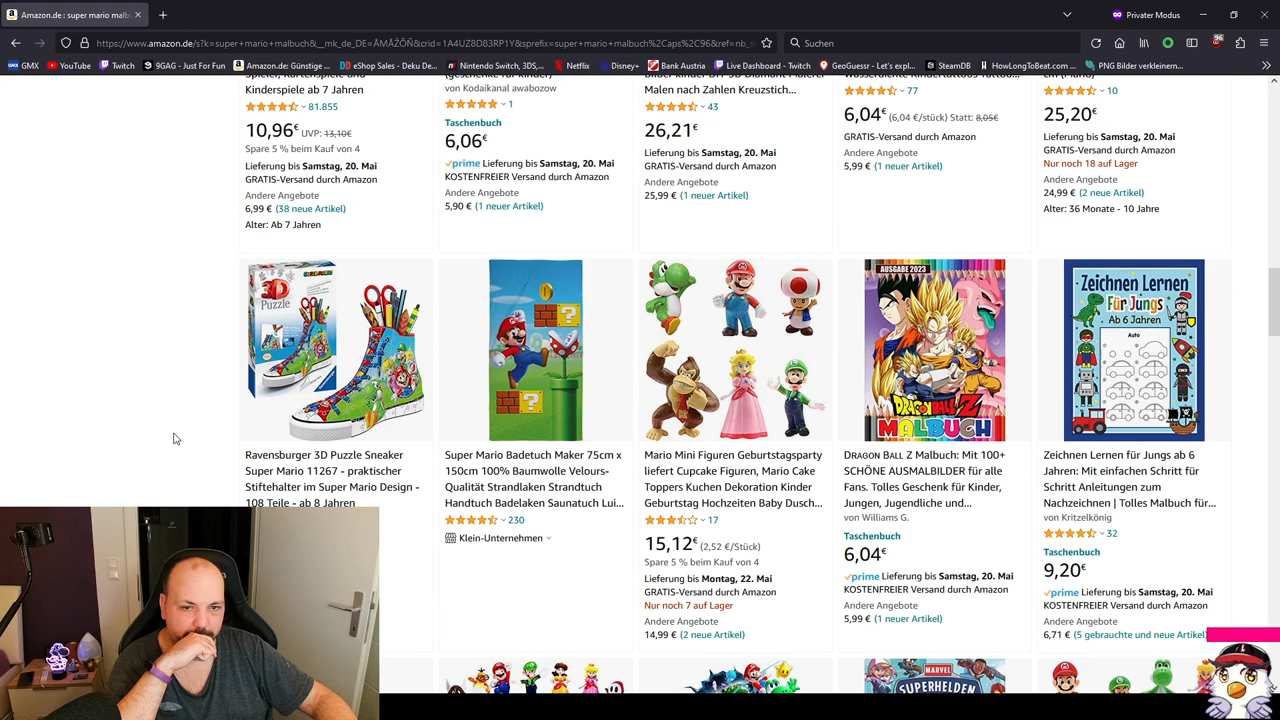 Amazon.de : super mario malb
Privater Modus
https://www.amazon.de/s?k=super+mario+malbuch&__mk_de_DE=ÅMÅŽÕÑ&crid=1A4UZ8D83RP1Y&sprefix=super+mario+malbuch%2Caps%2C96&ref=nb_s
Suchen
96
GMX
YouTube
Twitch
9GAG - Just For Fun
Amazon.de: Günstige ...
eShop Sales - Deku D...
Nintendo Switch, 3DS,...
Netflix
Disney+
Bank Austria
Live Dashboard - Twitch
GeoGuessr - Let's expl...
SteamDB
HowLongToBeat.com ...
PNG Bilder verkleinern...
Kinderspiele ab 7 Jahren
81.855
10,96€ UVP: 13,10€
Spare 5 % beim Kauf von 4
Lieferung bis Samstag, 20. Mai
GRATIS-Versand durch Amazon
Andere Angebote
6,99 € (38 neue Artikel)
Alter: Ab 7 Jahren
von Kodaikanal awabozow
1
Taschenbuch
6,06€
prime Lieferung bis Samstag, 20. Mai
KOSTENFREIER Versand durch Amazon
Andere Angebote
5,90 € (1 neuer Artikel)
Malen nach Zahlen Kreuzstich...
43
26,21€
Lieferung bis Samstag, 20. Mai
GRATIS-Versand durch Amazon
Andere Angebote
25,99 € (1 neuer Artikel)
77
6,04€ (6,04 €/stück) Statt: 8,05€
GRATIS-Versand durch Amazon
Andere Angebote
5,99 € (1 neuer Artikel)
10
25,20€
Lieferung bis Samstag, 20. Mai
GRATIS-Versand durch Amazon
Nur noch 18 auf Lager
Andere Angebote
24,99 € (2 neue Artikel)
Alter: 36 Monate - 10 Jahre
3D
Puzzle
AUSGABE 2023
DRAGONBALL Z
MALBUCH
Zeichnen Lernen
Für Jungs
Ab 6 Jahren
Auto
Ravensburger 3D Puzzle Sneaker
Super Mario 11267 - praktischer
Stiftehalter im Super Mario Design -
108 Teile - ab 8 Jahren
Super Mario Badetuch Maker 75cm x
150cm 100% Baumwolle Velours-
Qualität Strandlaken Strandtuch
Handtuch Badelaken Saunatuch Lui...
230
Klein-Unternehmen
Mario Mini Figuren Geburtstagsparty
liefert Cupcake Figuren, Mario Cake
Toppers Kuchen Dekoration Kinder
Geburtstag Hochzeiten Baby Dusch...
17
15,12€ (2,52 €/Stück)
Spare 5 % beim Kauf von 4
Lieferung bis Montag, 22. Mai
GRATIS-Versand durch Amazon
Nur noch 7 auf Lager
Andere Angebote
14,99 € (2 neue Artikel)
DRAGON BALL Z Malbuch: Mit 100+
SCHÖNE AUSMALBILDER für alle
Fans. Tolles Geschenk für Kinder,
Jungen, Jugendliche und...
von Williams G.
Taschenbuch
6,04€
prime Lieferung bis Samstag, 20. Mai
KOSTENFREIER Versand durch Amazon
Andere Angebote
5,99 € (1 neuer Artikel)
Zeichnen Lernen für Jungs ab 6
Jahren: Mit einfachen Schritt für
Schritt Anleitungen zum
Nachzeichnen | Tolles Malbuch für...
von Kritzelkönig
32
Taschenbuch
9,20€
prime Lieferung bis Samstag, 20. Mai
KOSTENFREIER Versand durch Amazon
Andere Angebote
6,71 € (5 gebrauchte und neue Artikel)
MARVEL
SUPERHELDEN